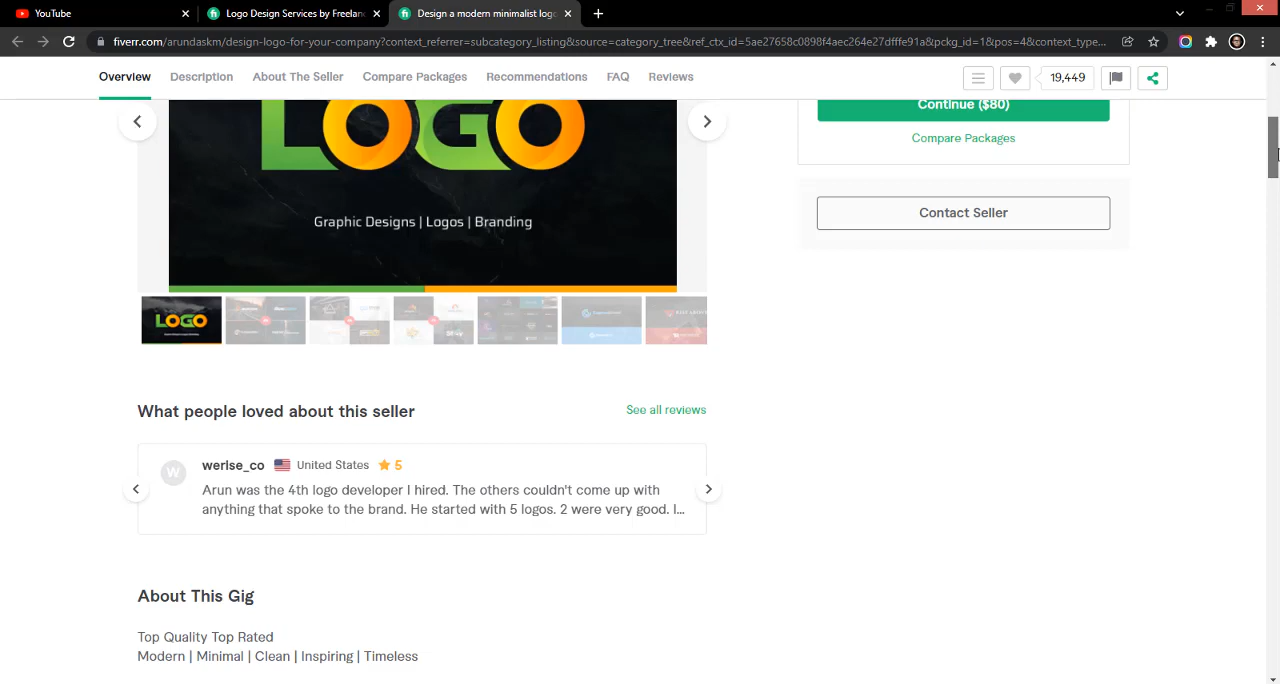 YouTube
Logo Design Services by Freelanc
Design a modern minimalist logo
fiverr.com/arundaskm/design-logo-for-your-company?context_referrer=subcategory_listing&source=category_tree&ref_ctx_id=5ae27658c0898f4aec264e27dfffe91a&pckg_id=1&pos=4&context_type...
Overview
Description
About The Seller
Compare Packages
Recommendations
FAQ
Reviews
19,449
LOGO
Graphic Designs | Logos | Branding
Continue ($80)
Compare Packages
Contact Seller
LOGO
What people loved about this seller
See all reviews
W
werise_co
United States
5
Arun was the 4th logo developer I hired. The others couldn't come up with
anything that spoke to the brand. He started with 5 logos. 2 were very good. I...
About This Gig
Top Quality Top Rated
Modern | Minimal | Clean | Inspiring | Timeless